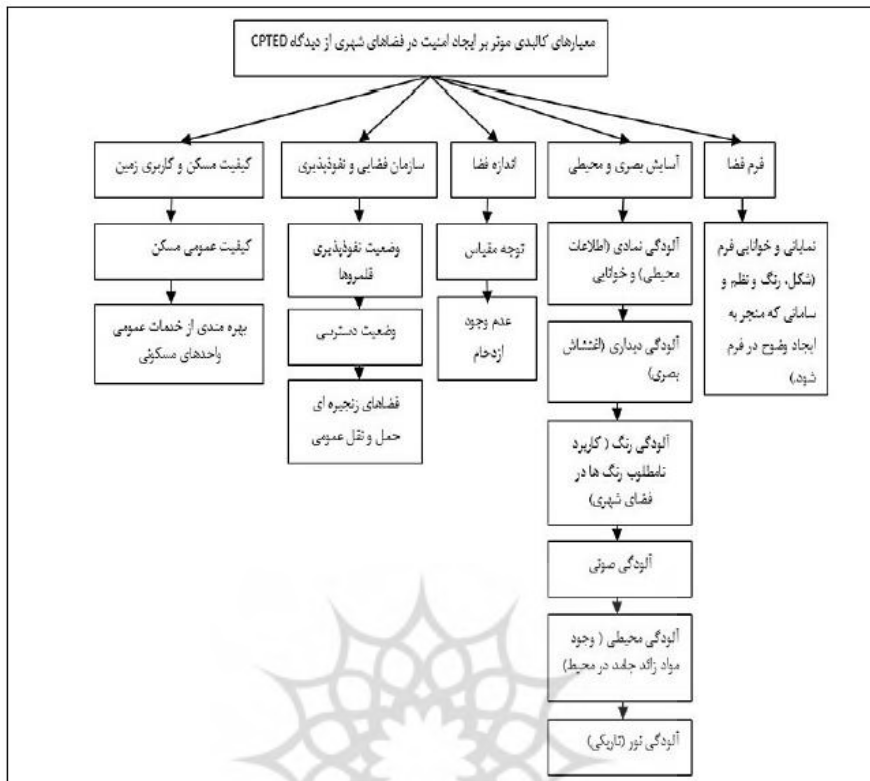 معیارهای کالبدی موثر بر ایجاد امنیت در فضاهای شهری از دیدگاه CPTED
فرم فضا
نمایانی و خوانایی فرم
(شکل، رنگ و نظم و
سامانی که منجر به
ایجاد وضوح در فرم
شود.)
آسایش بصری و محیطی
آلودگی نمادی (اطلاعات
محیطی) و خوانایی
آلودگی دیداری (اغتشاش
بصری)
آلودگی رنگ ( کاربرد
نامطلوب رنگ ها در
فضای شهری)
آلودگی صوتی
آلودگی محیطی ( وجود
مواد زائد جامد در محیط)
آلودگی نور (تاریکی)
اندازه فضا
توجه مقیاس
عدم وجود
ازدحام
سازمان فضایی و نفوذپذیری
وضعیت نفوذپذیری
قلمروها
وضعیت دسترسی
فضاهای زنجیره ای
حمل و نقل عمومی
کیفیت مسکن و کاربری زمین
کیفیت عمومی مسکن
بهره مندی از خدمات عمومی
واحدهای مسکونی